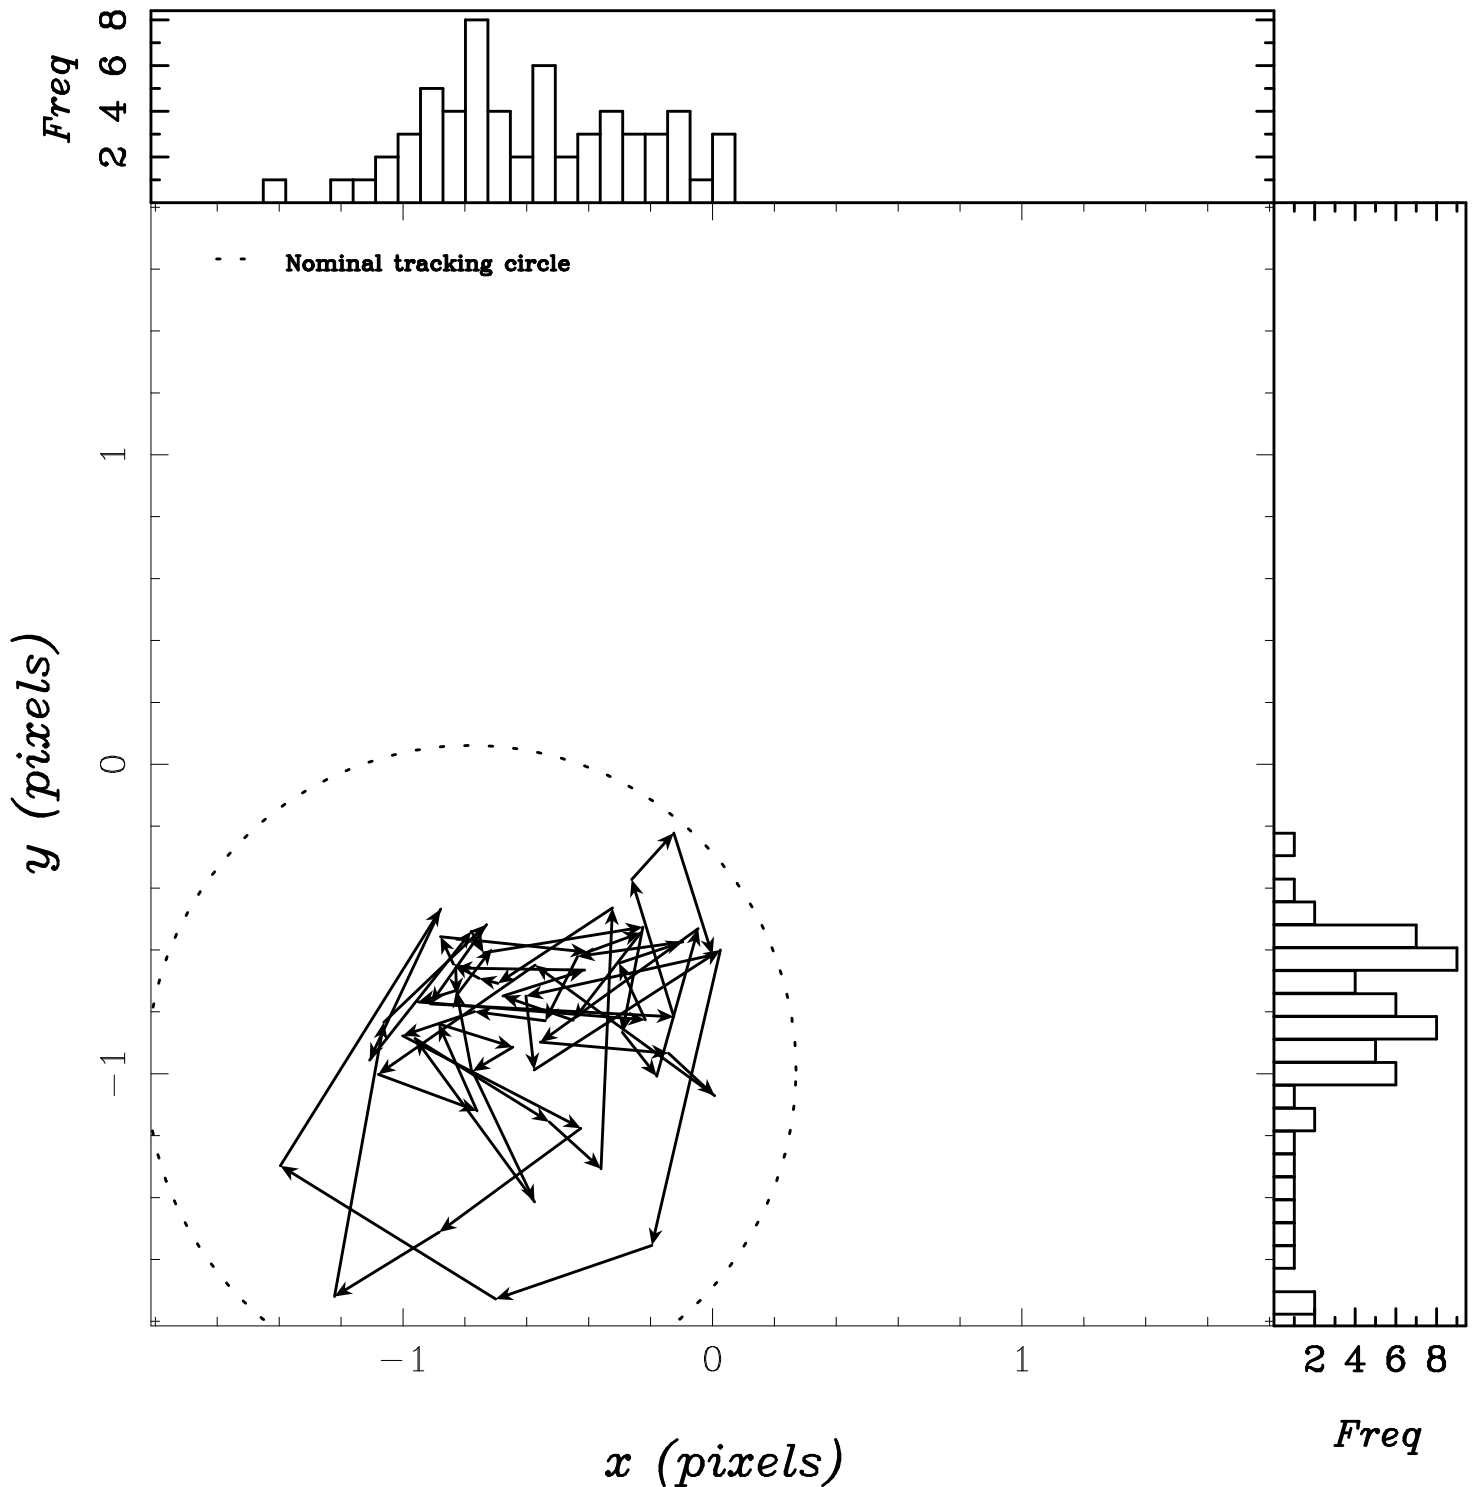 8
6
4
2
Freq
Nominal tracking circle
1
0
−1
y (pixels)
−1 0 1
2 4 6 8
Freq
x (pixels)